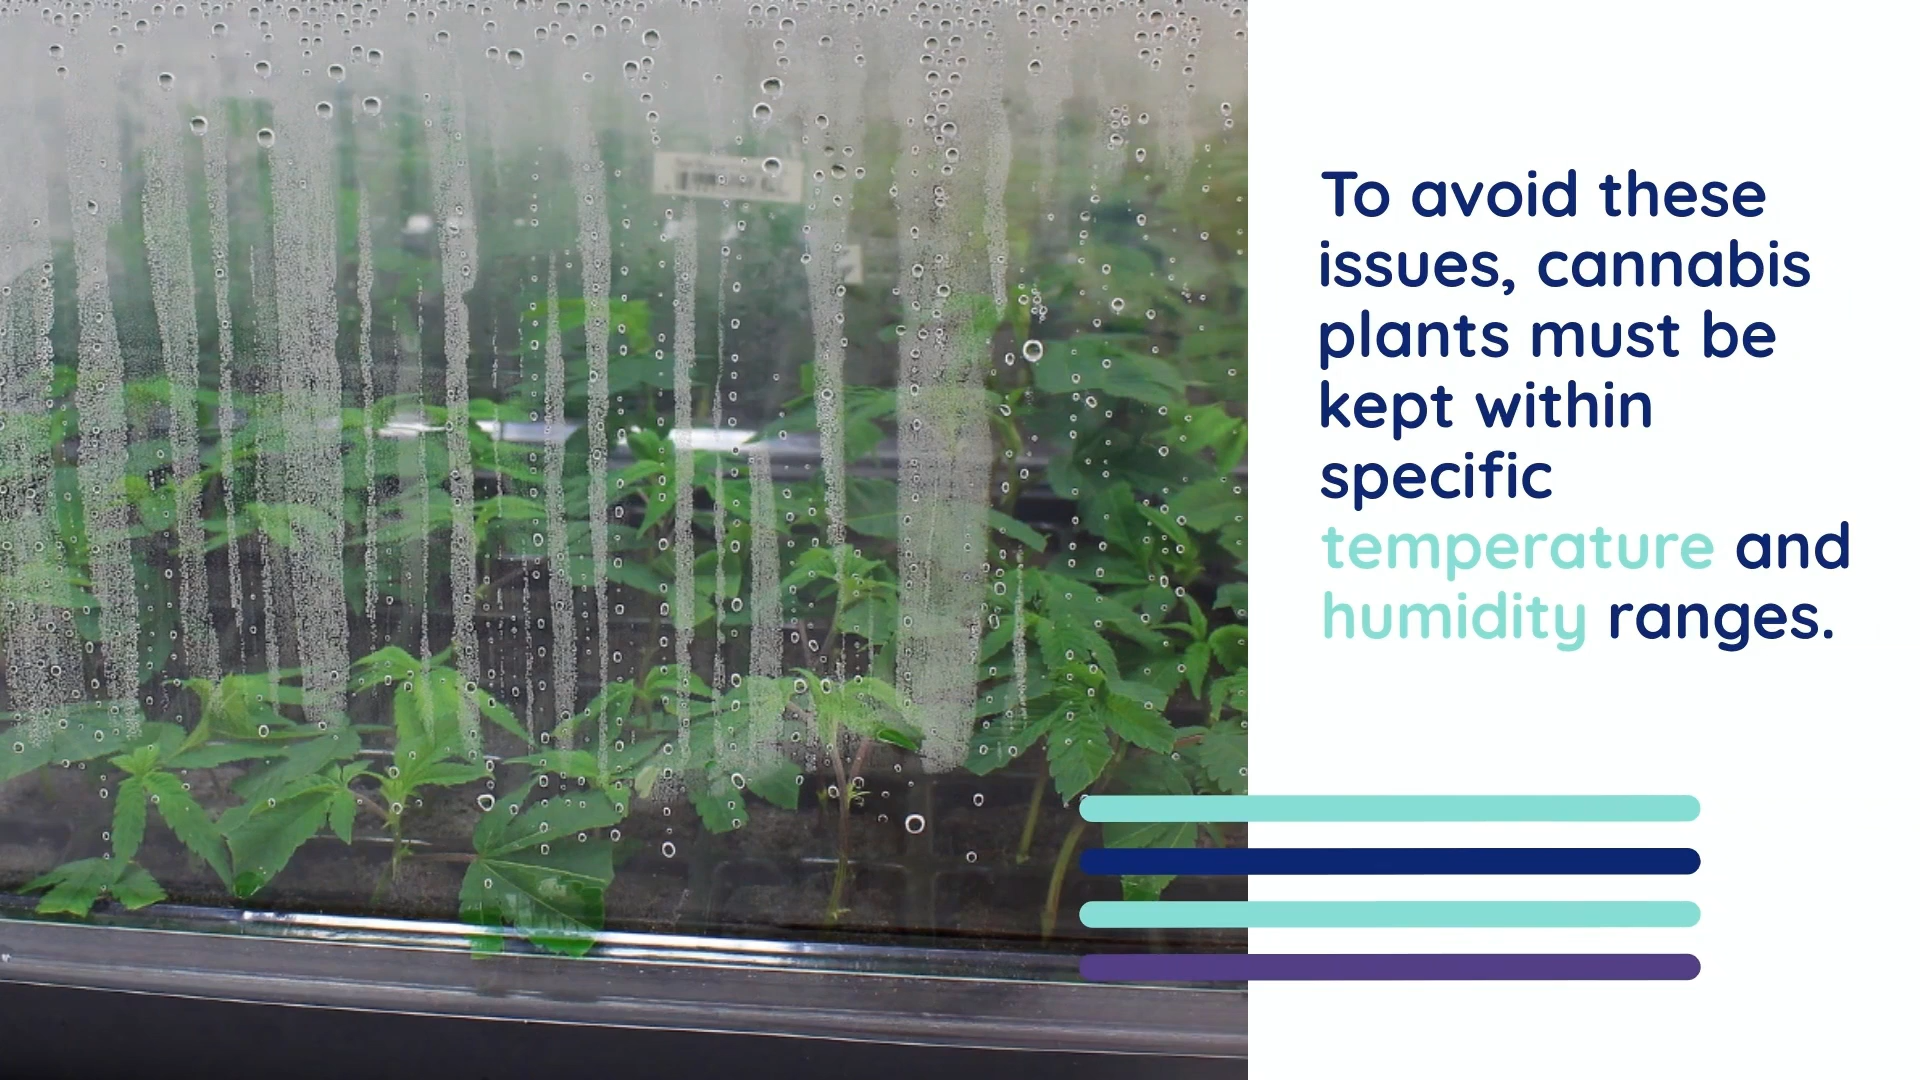 To avoid these
issues, cannabis
plants must be
kept within
specific
temperature and
humidity ranges.